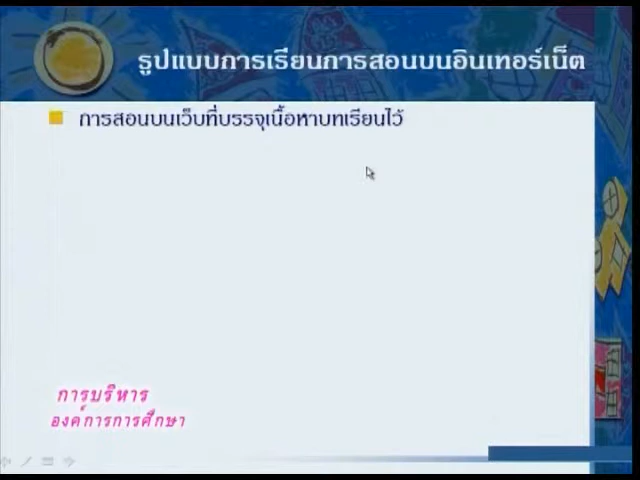 รูปแบบการเรียนการสอนบนอินเทอร์เน็ต
การสอนบนเว็บที่บรรจุเนื้อหาบทเรียนไว้
การบริหาร
องค์การการศึกษา